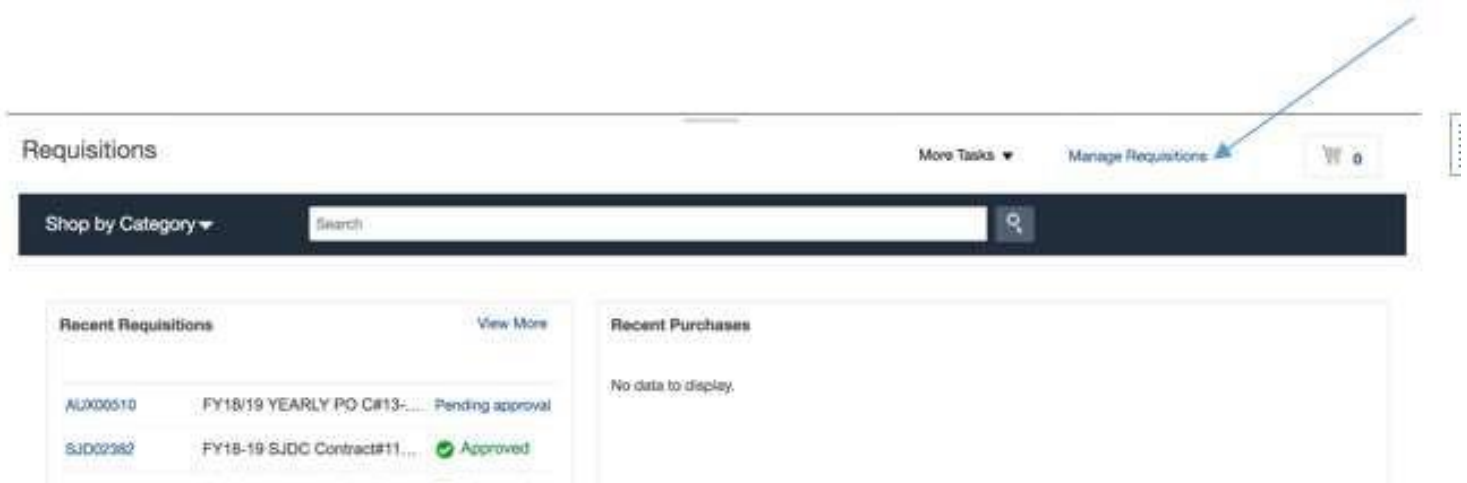 Requisitions
More Tasks ▼
Manage Requisitions
0
Shop by Category
Search
Recent Requisitions
View More
AUX00510 FY18/19 YEARLY PO C#13-... Pending approval
SJD02382 FY18-19 SJDC Contract#11... Approved
Recent Purchases
No data to display.